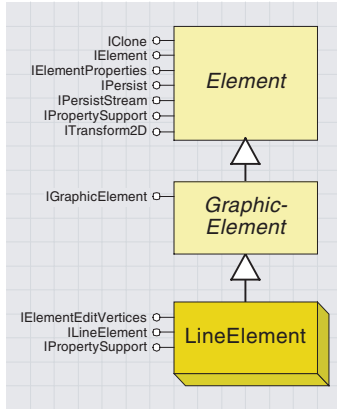 IClone
IElement
IElementProperties
IPersist
IPersistStream
IPropertySupport
ITransform2D
Element
IGraphicElement
Graphic-
Element
IElementEditVertices
ILineElement
IPropertySupport
LineElement